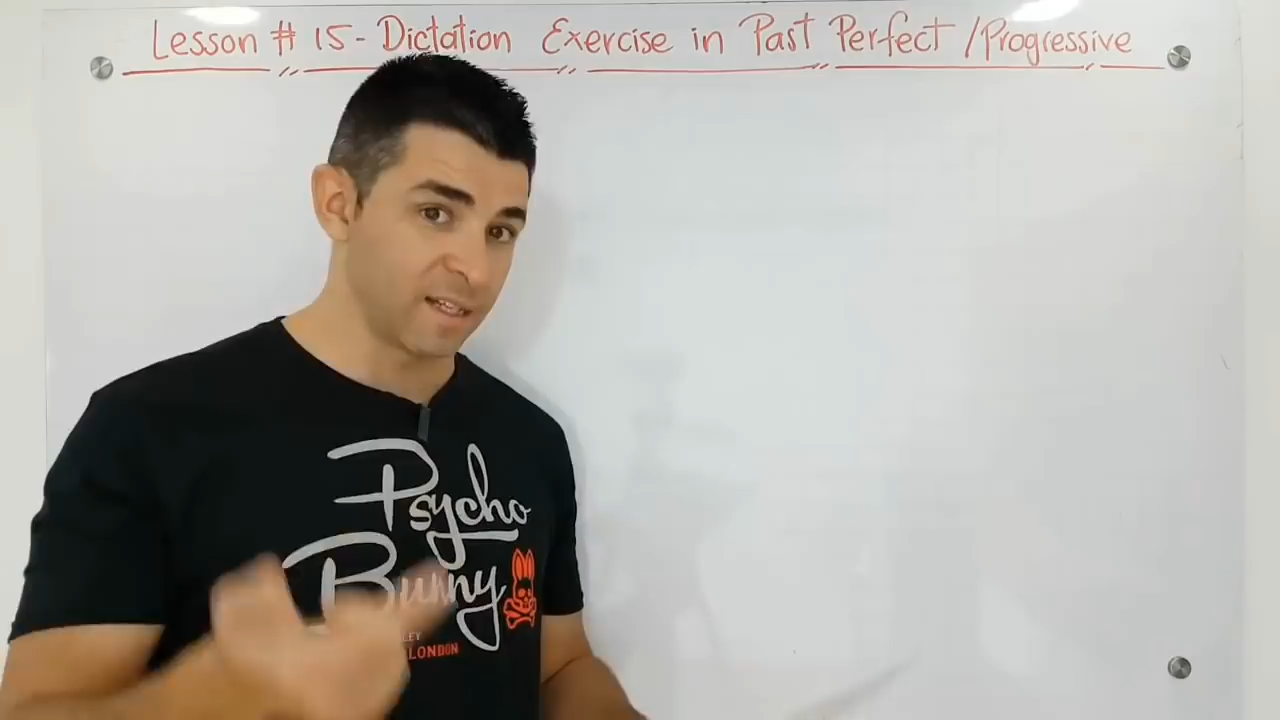 Lesson # 15 - Dictation Exercise in Past Perfect / Progressive
Psycho
Bunny
LONDON